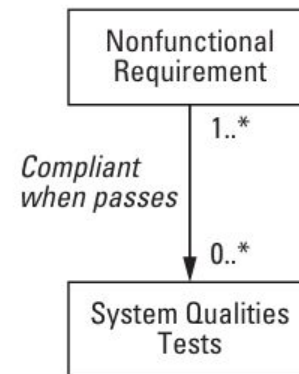 Nonfunctional
Requirement
1..*
Compliant
when passes
0..*
System Qualities
Tests